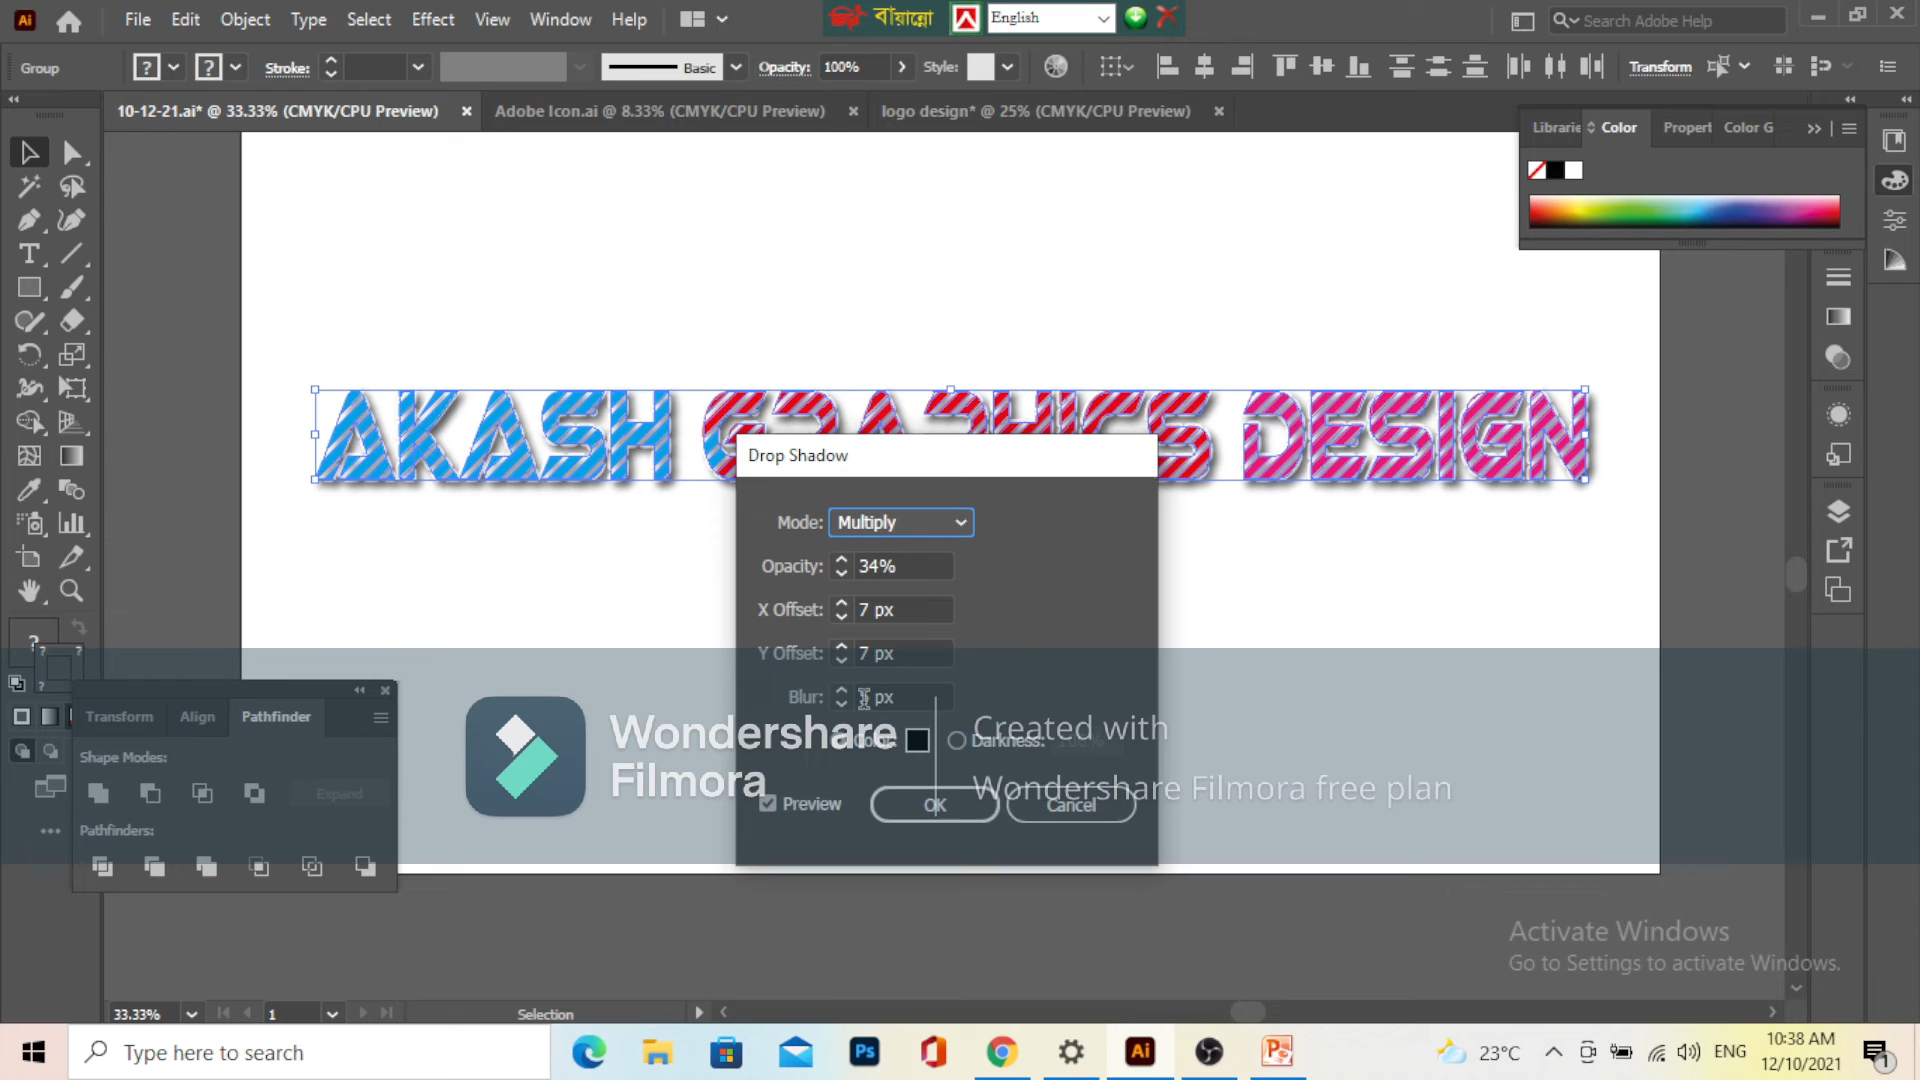 File Edit Object Type Select Effect View Window Help
বায়ান্নো
English
Search Adobe Help
Group
Stroke:
Basic
Opacity: 100%
Style:
Transform
10-12-21.ai* @ 33.33% (CMYK/CPU Preview)
Adobe Icon.ai @ 8.33% (CMYK/CPU Preview)
logo design* @ 25% (CMYK/CPU Preview)
Librarie Color Propert Color G
AKASH GRAPHICS DESIGN
Drop Shadow
Mode: Multiply
Opacity: 34%
X Offset: 7 px
Y Offset: 7 px
Blur: px
Color:
Darkness: 100%
Preview
OK
Cancel
Transform Align Pathfinder
Shape Modes:
Expand
Pathfinders:
Wondershare
Filmora
Created with
Wondershare Filmora free plan
Activate Windows
Go to Settings to activate Windows.
33.33%
1
Selection
Type here to search
Ps
Ai
23°C
ENG
10:38 AM
12/10/2021
1